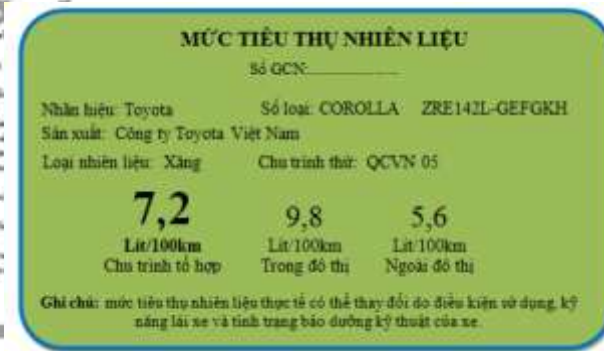 MỨC TIÊU THỤ NHIÊN LIỆU
Số GCN:....................
Nhãn hiệu: Toyota Số loại: COROLLA ZRE142L-GEFGKH
Sản xuất: Công ty Toyota Việt Nam
Loại nhiên liệu: Xăng Chu trình thử: QCVN 05
7,2 9,8 5,6
Lít/100km Lít/100km Lít/100km
Chu trình tổ hợp Trong đô thị Ngoài đô thị
Ghi chú: mức tiêu thụ nhiên liệu thực tế có thể thay đổi do điều kiện sử dụng, kỹ
năng lái xe và tình trạng bảo dưỡng kỹ thuật của xe.